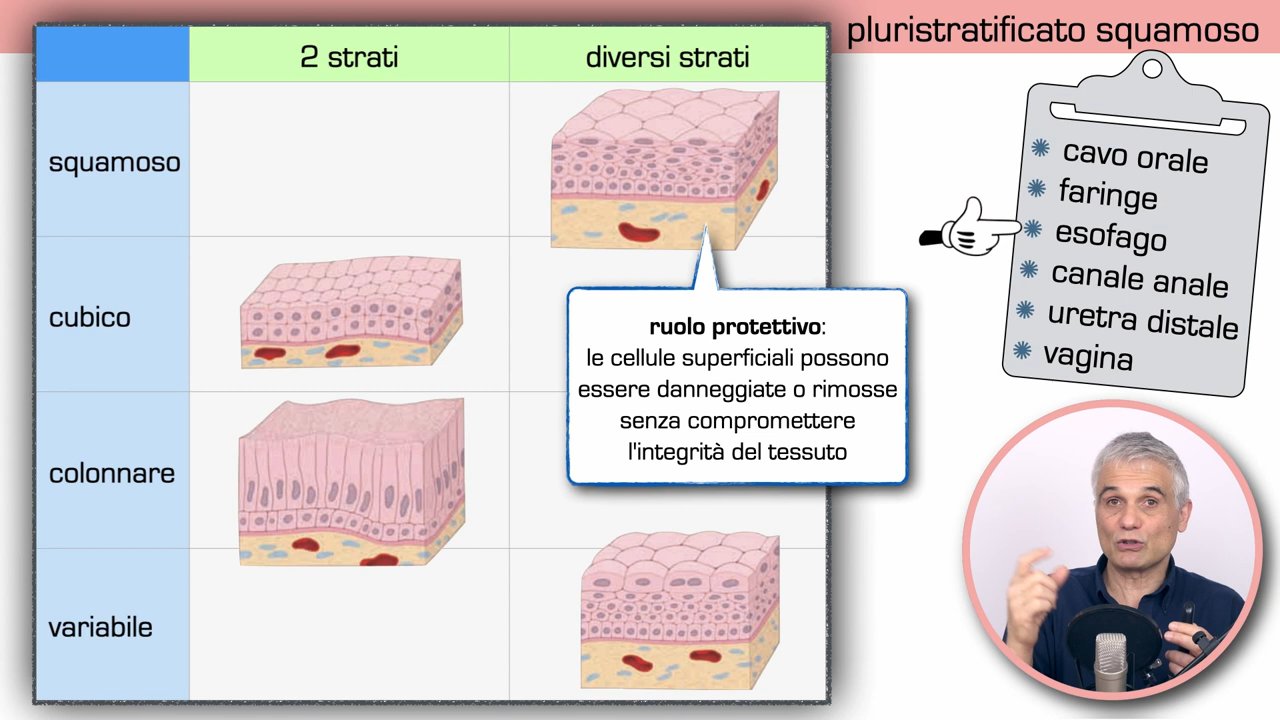 pluristratificato squamoso
2 strati
diversi strati
squamoso
cubico
colonnare
variabile
ruolo protettivo:
le cellule superficiali possono
essere danneggiate o rimosse
senza compromettere
l'integrità del tessuto
cavo orale
faringe
esofago
canale anale
uretra distale
vagina